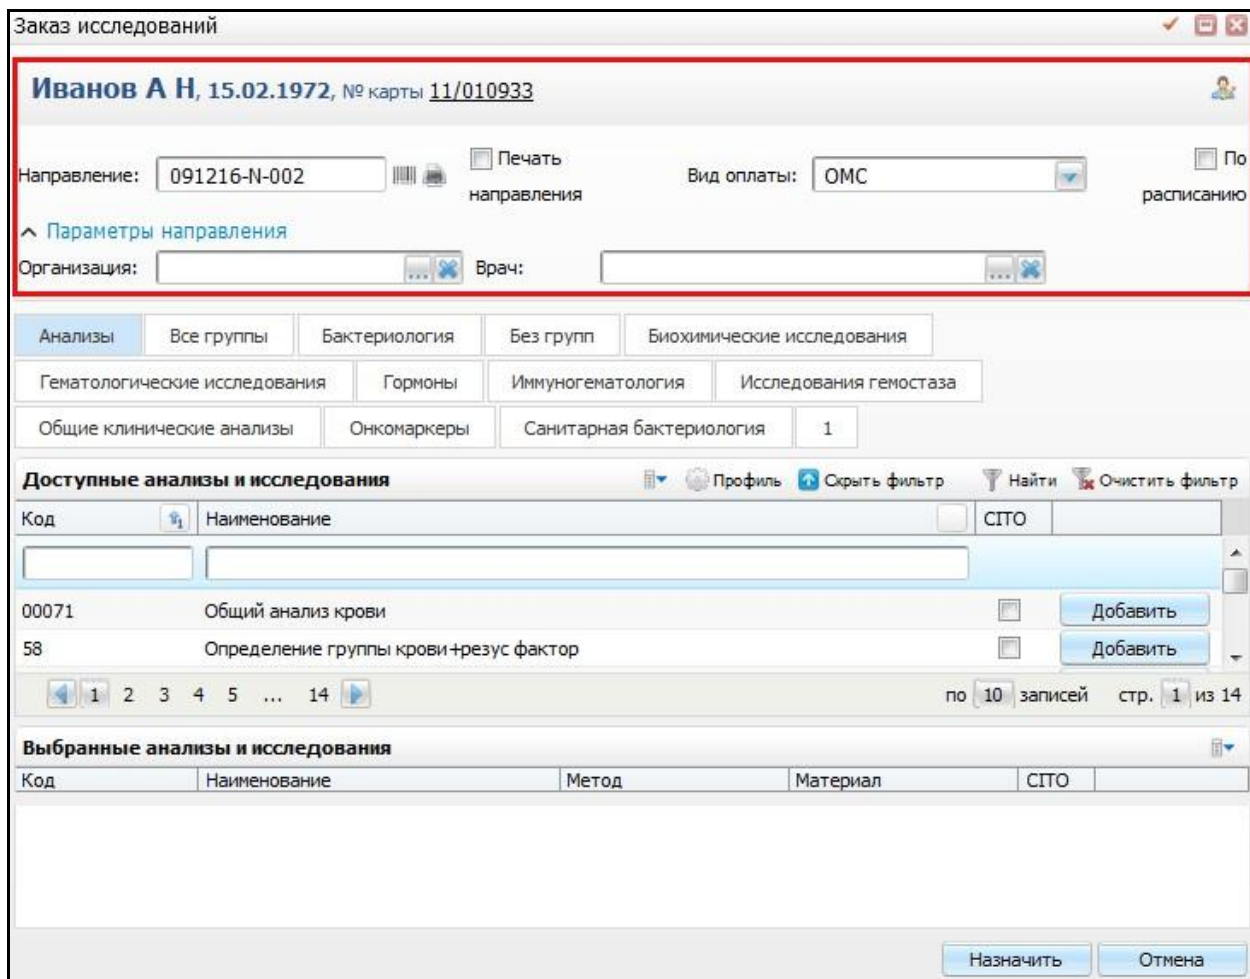 Заказ исследований
Иванов А Н, 15.02.1972, № карты 11/010933
Направление: 091216-N-002 Печать направления Вид оплаты: ОМС По расписанию
Параметры направления
Организация: ... Врач: ...
Анализы Все группы Бактериология Без групп Биохимические исследования
Гематологические исследования Гормоны Иммуногематология Исследования гемостаза
Общие клинические анализы Онкомаркеры Санитарная бактериология 1
Доступные анализы и исследования Профиль Скрыть фильтр Найти Очистить фильтр
Код 1 Наименование CITO
00071 Общий анализ крови Добавить
58 Определение группы крови+резус фактор Добавить
1 2 3 4 5 ... 14 по 10 записей стр. 1 из 14
Выбранные анализы и исследования
Код Наименование Метод Материал CITO
Назначить Отмена